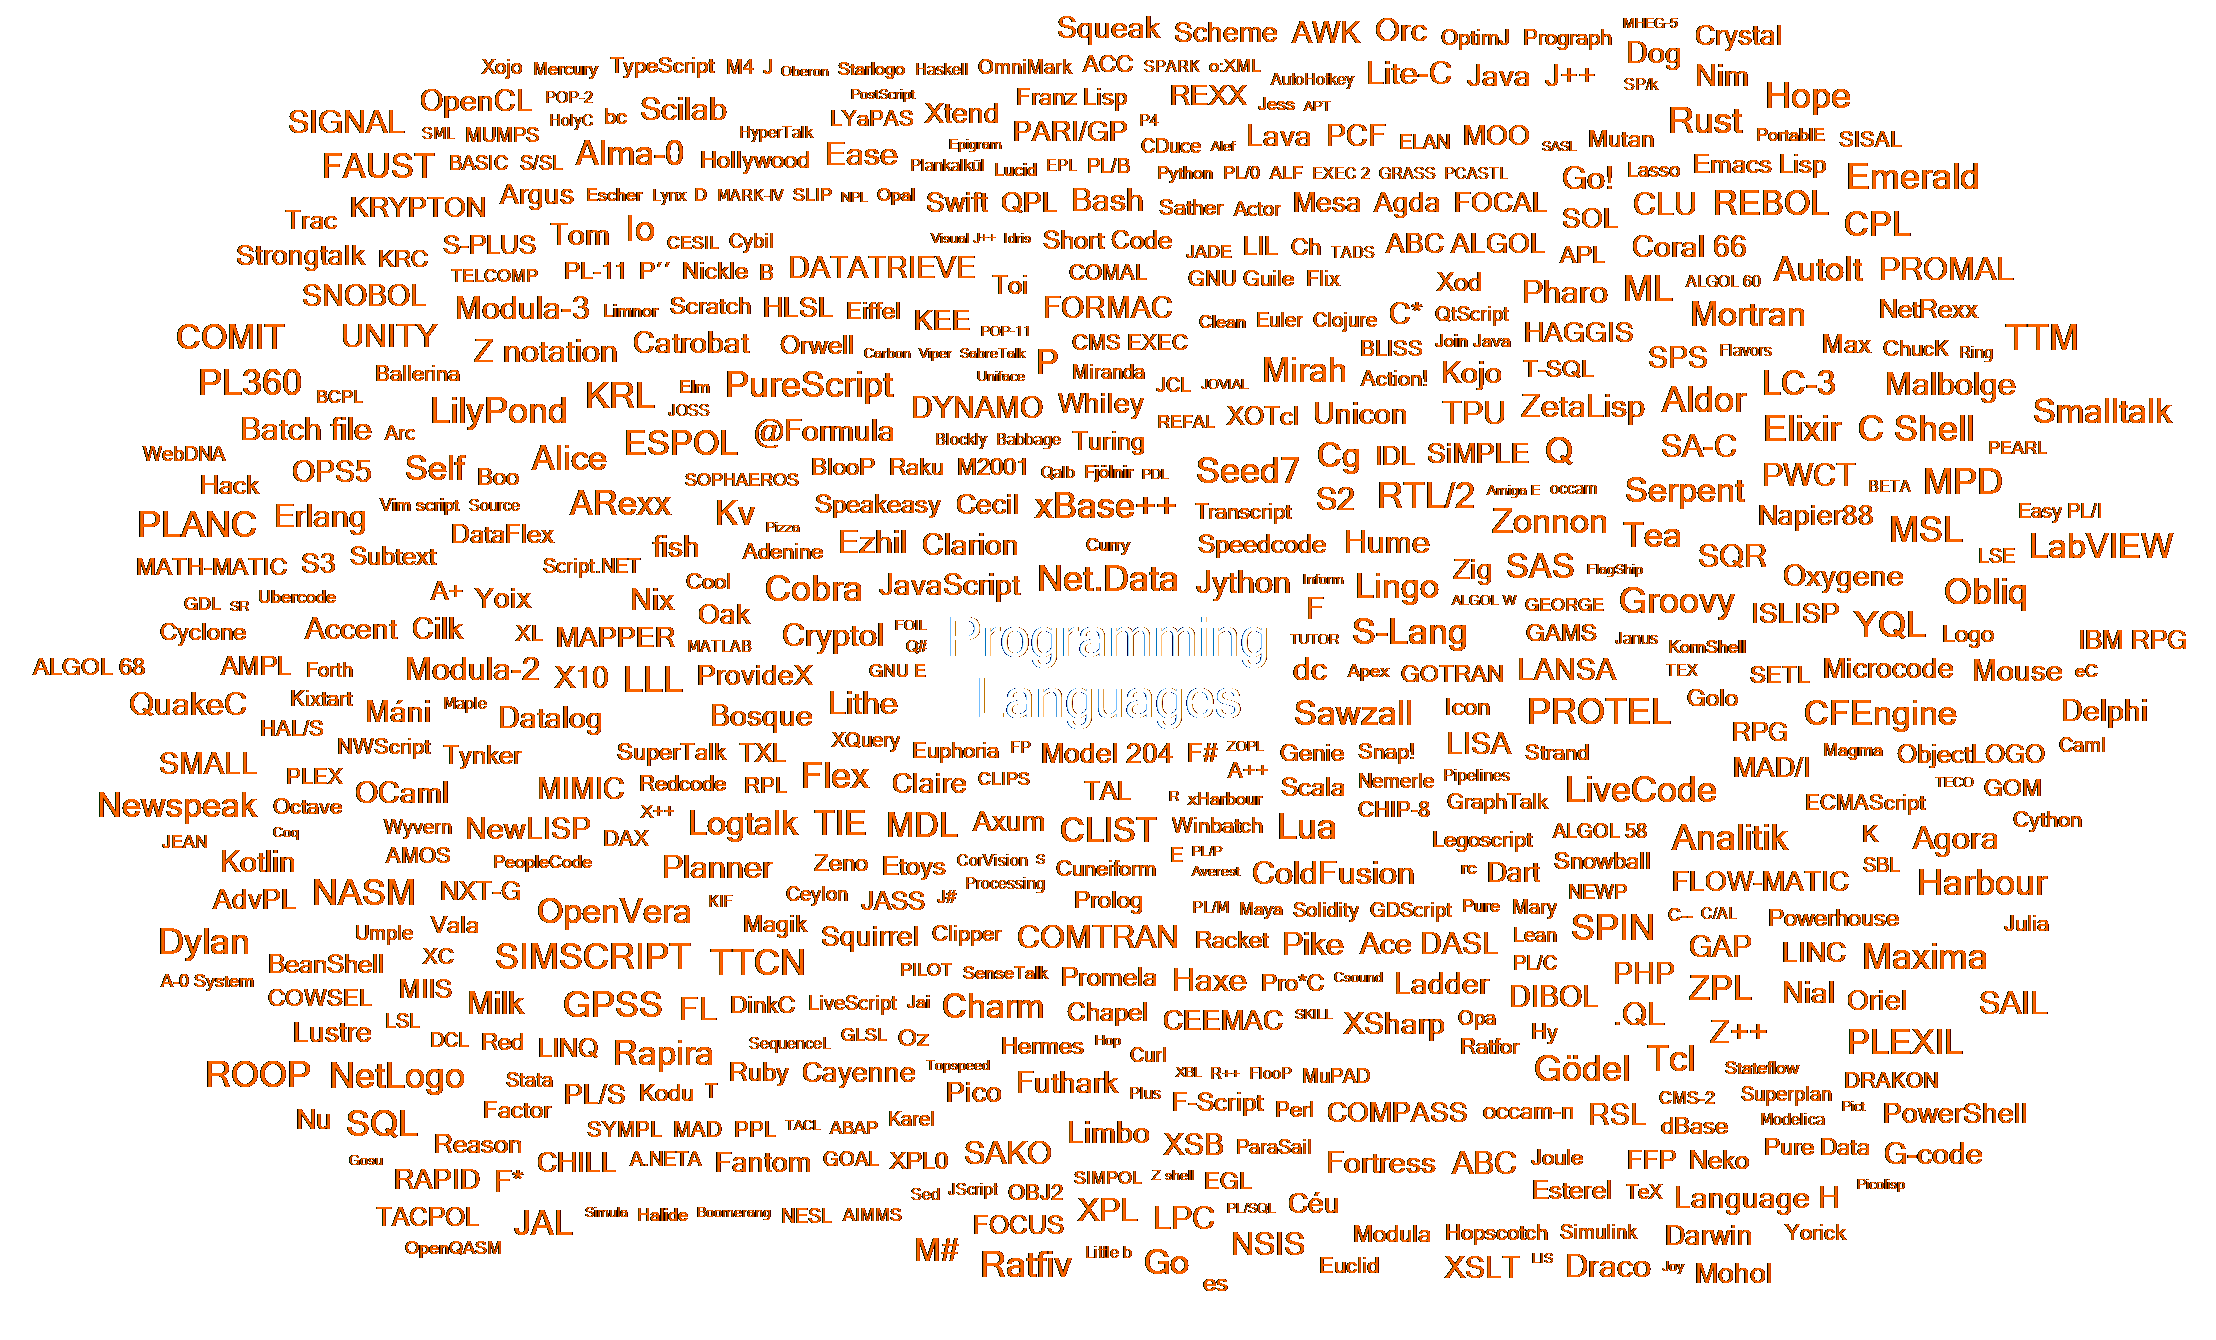 Squeak Scheme AWK Orc OptimJ Prograph MHEG-5 Dog Crystal
Xojo Mercury TypeScript M4 J Oberon Starlogo Haskell OmniMark ACC SPARK o:XML AutoHotkey Lite-C Java J++ SP/k Nim
SIGNAL OpenCL POP-2 HolyC bc Scilab PostScript LYaPAS Xtend Franz Lisp REXX Jess APT Rust Hope
SML MUMPS HyperTalk Epigram PARI/GP P4 CDuce Alef Lava PCF ELAN MOO SASL Mutan PortablE SISAL
FAUST BASIC S/SL Alma-0 Hollywood Ease Plankalkül Lucid EPL PL/B Python PL/0 ALF EXEC 2 GRASS PCASTL Go! Lasso Emacs Lisp Emerald
Trac KRYPTON Argus Escher Lynx D MARK-IV SLIP NPL Opal Swift QPL Bash Sather Actor Mesa Agda FOCAL SOL CLU REBOL CPL
Strongtalk KRC S-PLUS Tom Io CESIL Cybil Visual J++ Idris Short Code JADE LIL Ch TADS ABC ALGOL APL Coral 66
TELCOMP PL-11 P′′ Nickle B DATATRIEVE Toi COMAL GNU Guile Flix Xod Pharo ML ALGOL 60 AutoIt PROMAL
SNOBOL Modula-3 Limnor Scratch HLSL Eiffel KEE POP-11 FORMAC Clean Euler Clojure C* QtScript HAGGIS Mortran NetRexx
COMIT UNITY Z notation Catrobat Orwell Carbon Viper SabreTalk P CMS EXEC BLISS Join Java SPS Flavors Max ChucK Ring TTM
PL360 BCPL Ballerina LilyPond KRL Elm JOSS PureScript Uniface Miranda JCL JOVIAL Mirah Action! Kojo T-SQL LC-3 Malbolge
Batch file Arc ESPOL @Formula DYNAMO Whiley REFAL XOTcl Unicon TPU ZetaLisp Aldor Elixir C Shell Smalltalk
WebDNA Hack OPS5 Self Boo Alice SOPHAEROS BlooP Raku M2001 Blockly Babbage Turing Qalb Fjölnir PDL Seed7 Cg IDL SiMPLE Q SA-C PWCT BETA MPD PEARL
PLANC Erlang Vim script Source ARexx Kv Pizza Speakeasy Cecil xBase++ Transcript S2 RTL/2 Amiga E occam Serpent Napier88 MSL Easy PL/I
MATH-MATIC S3 Subtext DataFlex Script.NET fish Adenine Ezhil Clarion Curry Speedcode Hume Zonnon Tea SQR LSE LabVIEW
GDL SR Ubercode A+ Yoix Nix Cool Oak Cobra JavaScript Net.Data Jython Inform F Lingo Zig SAS FlagShip ALGOL W GEORGE Groovy Oxygene ISLISP Obliq
Cyclone Accent Cilk XL MAPPER MATLAB Cryptol FOIL Q# Programming TUTOR S-Lang GAMS Janus KornShell YQL Logo IBM RPG
ALGOL 68 AMPL Forth Modula-2 X10 LLL ProvideX GNU E dc Apex GOTRAN LANSA TEX SETL Microcode Mouse eC
QuakeC Kixtart HAL/S Máni Maple Datalog Bosque Lithe Languages Sawzall Icon PROTEL Golo RPG CFEngine Delphi
SMALL PLEX NWScript Tynker SuperTalk TXL XQuery Euphoria FP Model 204 F# ZOPL A++ Genie Snap! LISA Strand MAD/I Magma ObjectLOGO Caml
Newspeak Octave OCaml MIMIC Redcode RPL Flex Claire CLIPS TAL R xHarbour Scala Nemerle Pipelines CHIP-8 GraphTalk LiveCode ECMAScript TECO GOM
JEAN Coq Wyvern NewLISP X++ DAX Logtalk TIE MDL Axum CLIST Winbatch Lua Legoscript ALGOL 58 Analitik K Agora Cython
Kotlin AMOS PeopleCode Planner Zeno Etoys CorVision S Cuneiform E PL/P Averest ColdFusion rc Dart Snowball SBL
AdvPL NASM NXT-G OpenVera KIF Ceylon JASS J# Processing Prolog PL/M Maya Solidity GDScript Pure Mary NEWP FLOW-MATIC Harbour
Dylan Umple Vala Magik Squirrel Clipper COMTRAN Racket Pike Ace DASL Lean SPIN C-- C/AL Powerhouse Julia
A-0 System BeanShell XC SIMSCRIPT TTCN PILOT SenseTalk Promela Haxe Pro*C Csound Ladder PL/C PHP GAP LINC Maxima
COWSEL MIIS Milk GPSS FL DinkC LiveScript Jai Charm Chapel CEEMAC SKILL XSharp Opa DIBOL .QL ZPL Nial Oriel SAIL
Lustre LSL DCL Red LINQ Rapira SequenceL GLSL Oz Hermes Hop Curl Ratfor Hy Z++ PLEXIL
ROOP NetLogo Stata PL/S Kodu T Ruby Cayenne Topspeed Pico Futhark Plus XBL R++ FlooP MuPAD Gödel Tcl Stateflow DRAKON
Nu SQL Factor SYMPL MAD PPL TACL ABAP Karel Limbo F-Script Perl COMPASS occam-π RSL CMS-2 dBase Superplan Modelica Pict PowerShell
Gosu Reason CHILL A.NETA Fantom GOAL XPL0 SAKO XSB ParaSail Fortress ABC Joule FFP Neko Pure Data G-code
RAPID F* Sed JScript OBJ2 SIMPOL Z shell EGL Esterel TeX Language H Picolisp
TACPOL JAL Simula Halide Boomerang NESL AIMMS FOCUS XPL LPC PL/SQL Céu Modula Hopscotch Simulink Darwin Yorick
OpenQASM M# Ratfiv Little b Go NSIS Euclid XSLT LIS Draco Joy Mohol
es